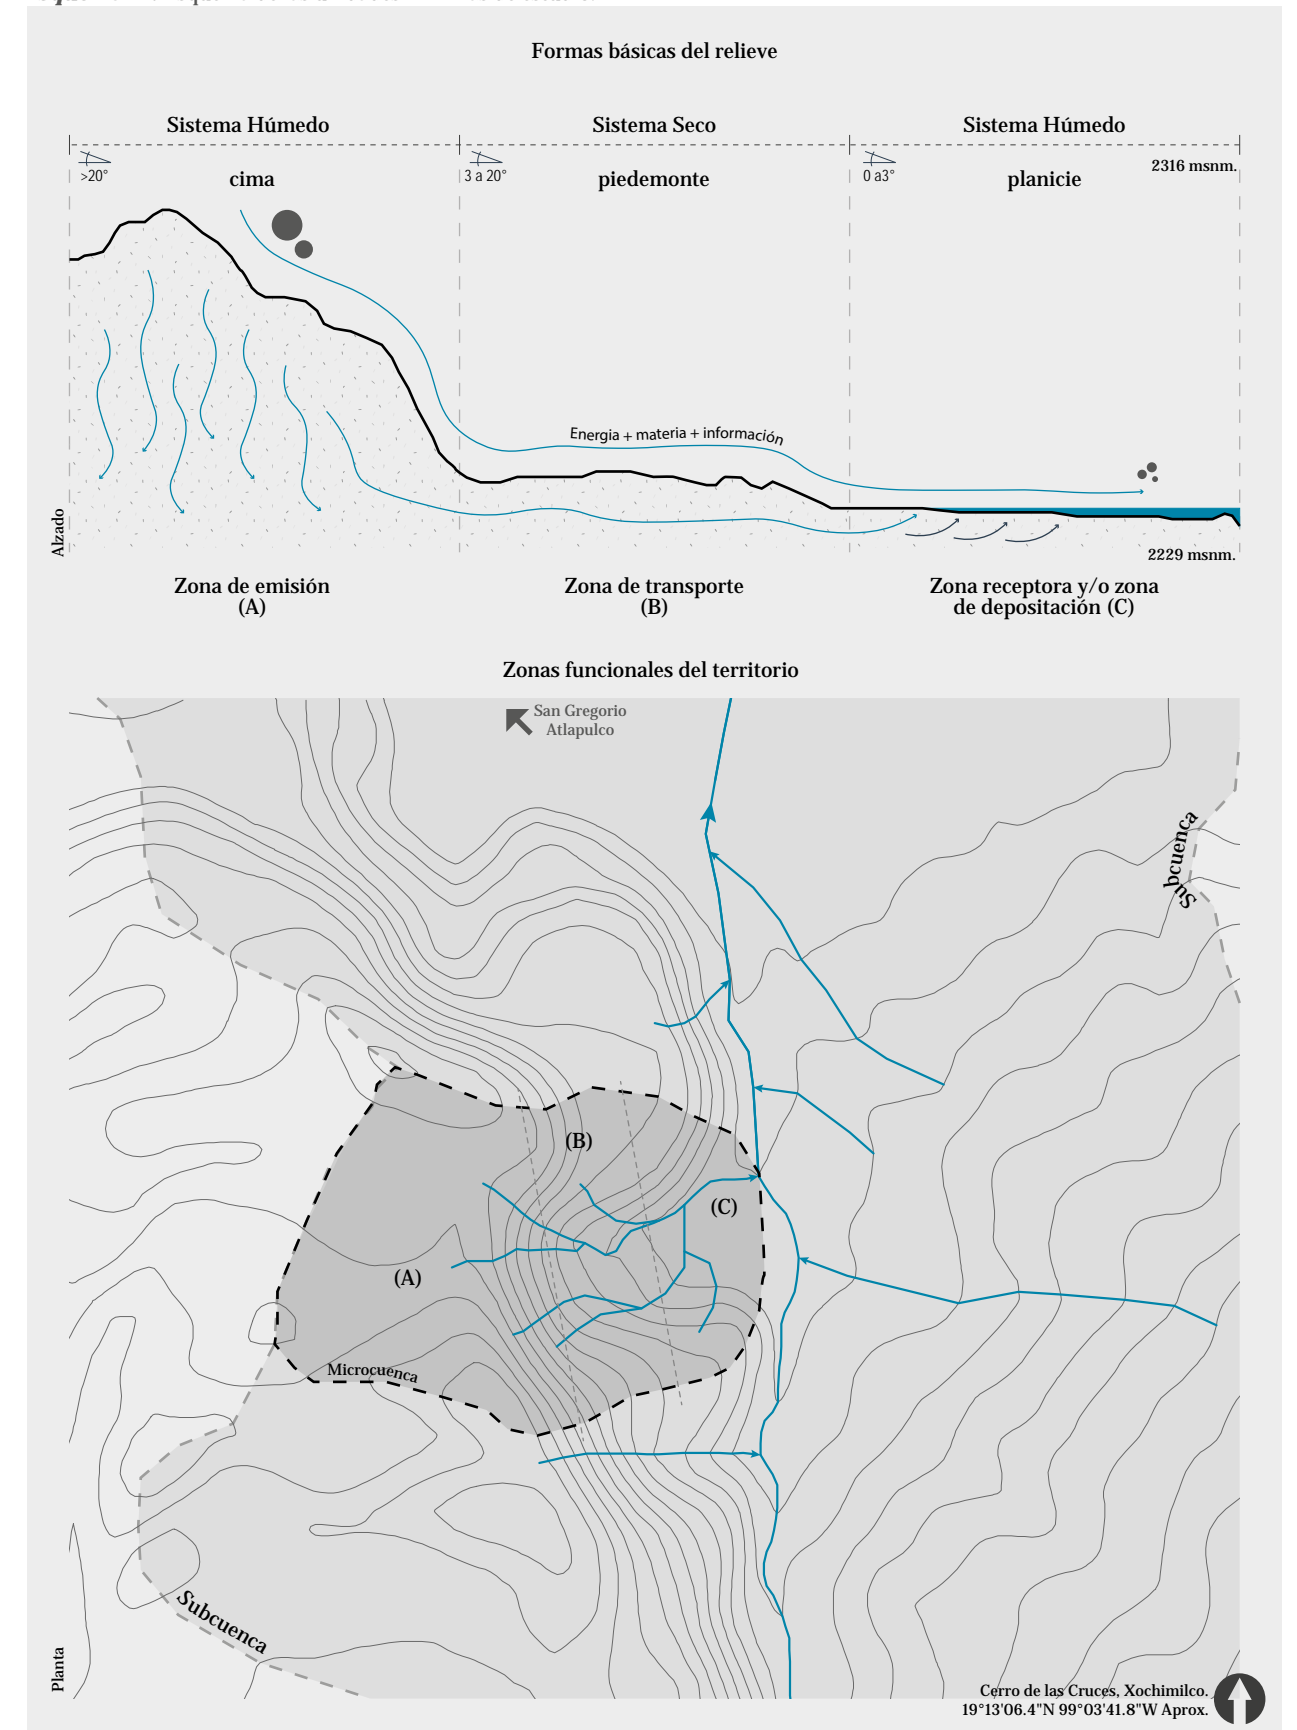 Formas básicas del relieve
Sistema Húmedo
Sistema Seco
Sistema Húmedo
>20°
3 a 20°
0 a3°
2316 msnm.
cima
piedemonte
planicie
Energia + materia + información
Alzado
2229 msnm.
Zona de emisión
(A)
Zona de transporte
(B)
Zona receptora y/o zona
de depositación (C)
Zonas funcionales del territorio
San Gregorio
Atlapulco
Subcuenca
(B)
(C)
(A)
Microcuenca
Subcuenca
Planta
Cerro de las Cruces, Xochimilco.
19°13'06.4"N 99°03'41.8"W Aprox.